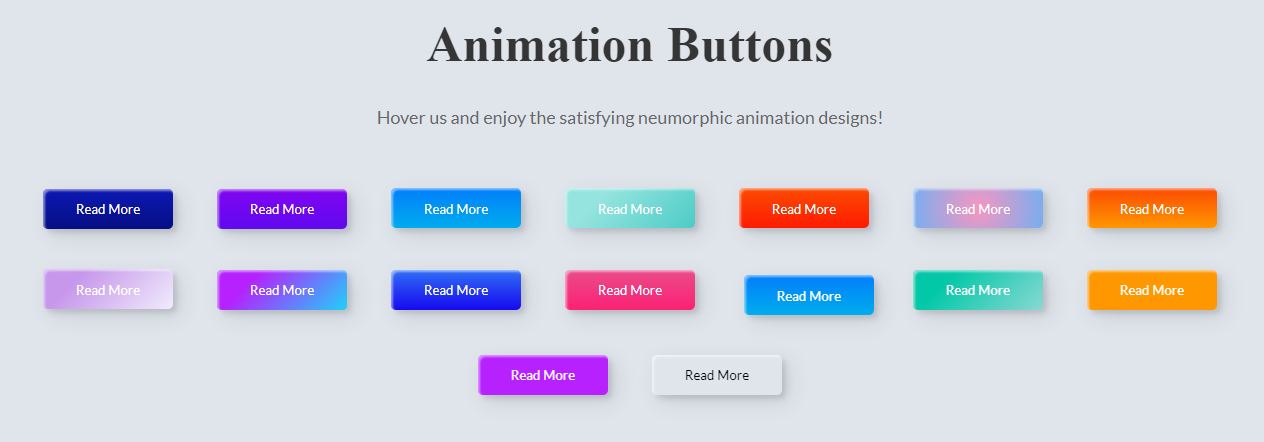 Animation Buttons
Hover us and enjoy the satisfying neumorphic animation designs!
Read More Read More Read More Read More Read More Read More Read More
Read More Read More Read More Read More Read More Read More Read More
Read More Read More